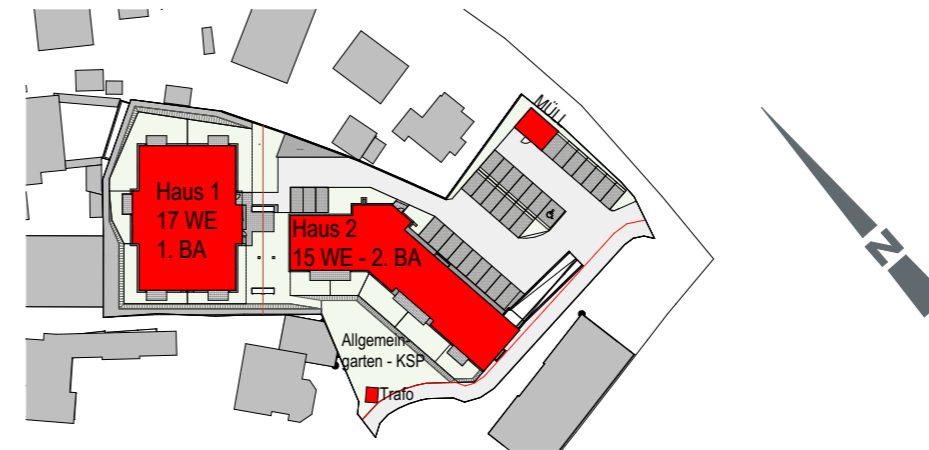 MÜLL
Haus 1
17 WE
1. BA
Haus 2
15 WE - 2. BA
Allgemein-
garten - KSP
Trafo
N